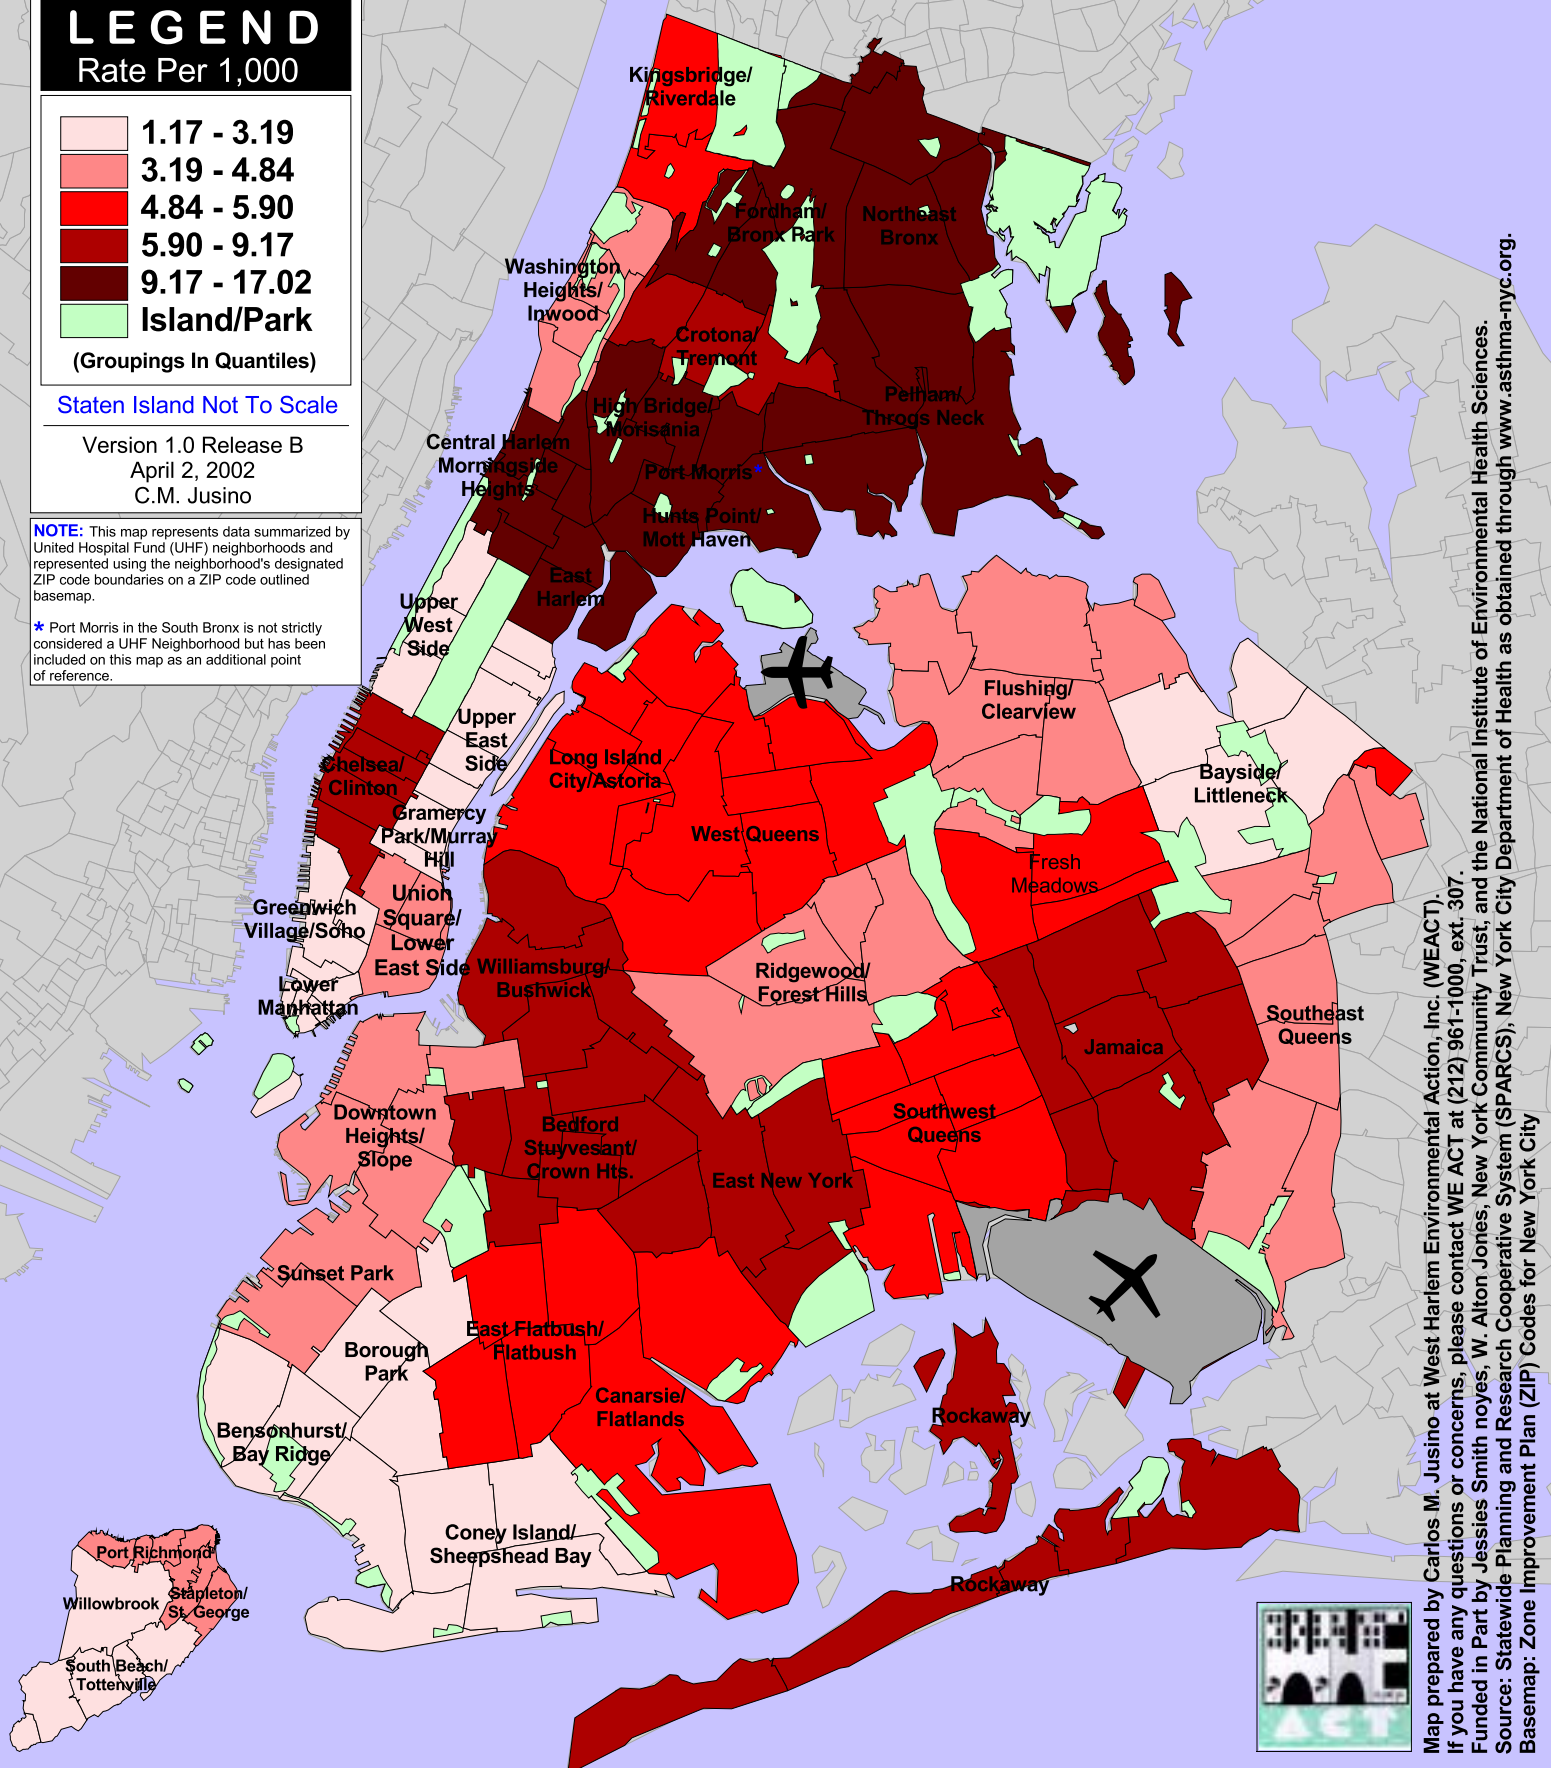 LEGEND
Rate Per 1,000
1.17 - 3.19
3.19 - 4.84
4.84 - 5.90
5.90 - 9.17
9.17 - 17.02
Island/Park
(Groupings In Quantiles)
Staten Island Not To Scale
Version 1.0 Release B
April 2, 2002
C.M. Jusino
NOTE: This map represents data summarized by
United Hospital Fund (UHF) neighborhoods and
represented using the neighborhood's designated
ZIP code boundaries on a ZIP code outlined
basemap.
* Port Morris in the South Bronx is not strictly
considered a UHF Neighborhood but has been
included on this map as an additional point
of reference.
Kingsbridge/
Riverdale
Fordham/
Bronx Park
Northeast
Bronx
Washington
Heights/
Inwood
Crotona/
Tremont
Pelham/
Throgs Neck
High Bridge/
Morisania
Central Harlem
Morningside
Heights
Port Morris*
Hunts Point/
Mott Haven
East
Harlem
Upper
West
Side
Upper
East
Side
Chelsea/
Clinton
Gramercy
Park/Murray
Hill
Union
Square/
Lower
East Side
Greenwich
Village/Soho
Lower
Manhattan
Long Island
City/Astoria
West Queens
Flushing/
Clearview
Bayside/
Littleneck
Fresh
Meadows
Ridgewood/
Forest Hills
Williamsburg/
Bushwick
Southeast
Queens
Jamaica
Southwest
Queens
Downtown
Heights/
Slope
Bedford
Stuyvesant/
Crown Hts.
East New York
Sunset Park
Borough
Park
East Flatbush/
Flatbush
Canarsie/
Flatlands
Bensonhurst/
Bay Ridge
Coney Island/
Sheepshead Bay
Rockaway
Rockaway
Port Richmond
Willowbrook
Stapleton/
St. George
South Beach/
Tottenville
ACT
Map prepared by Carlos M. Jusino at West Harlem Environmental Action, Inc. (WEACT).
If you have any questions or concerns, please contact WE ACT at (212) 961-1000, ext. 307.
Funded in Part by Jessies Smith noyes, W. Alton Jones, New York Community Trust, and the National Institute of Environmental Health Sciences.
Source: Statewide Planning and Research Cooperative System (SPARCS), New York City Department of Health as obtained through www.asthma-nyc.org.
Basemap: Zone Improvement Plan (ZIP) Codes for New York City